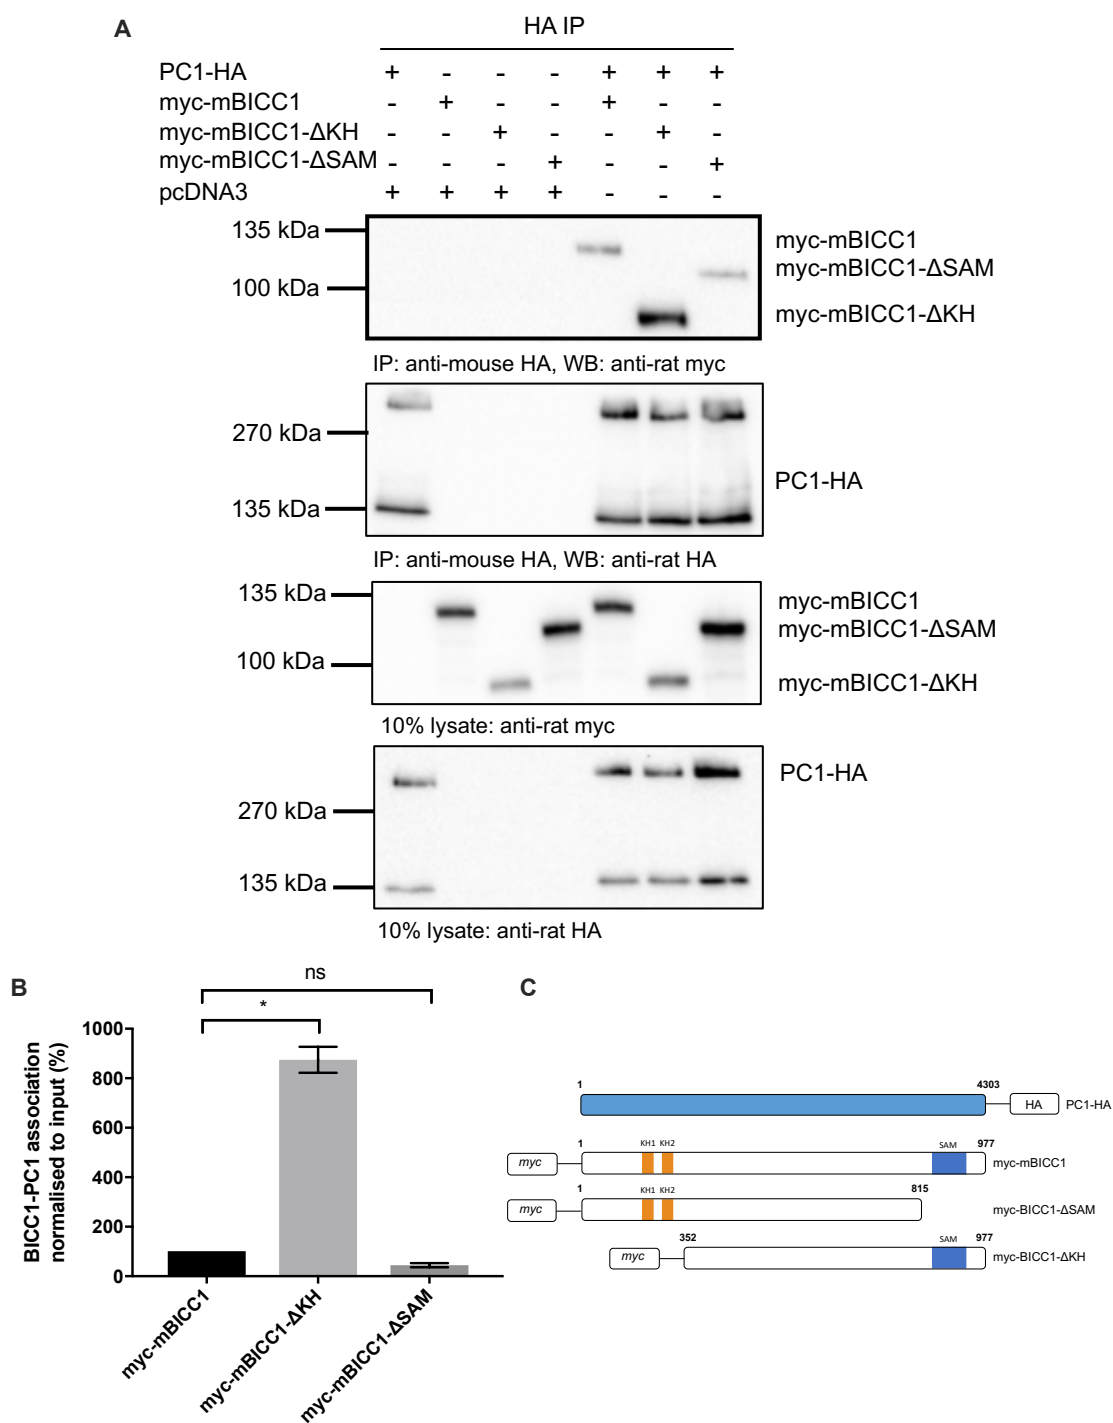 A
HA IP
PC1-HA + - - - + + +
myc-mBICC1 - + - - + - -
myc-mBICC1-ΔKH - - + - - + -
myc-mBICC1-ΔSAM - - - + - - +
pcDNA3 + + + + - - -
135 kDa
100 kDa
myc-mBICC1
myc-mBICC1-ΔSAM
myc-mBICC1-ΔKH
IP: anti-mouse HA, WB: anti-rat myc
270 kDa
135 kDa
PC1-HA
IP: anti-mouse HA, WB: anti-rat HA
135 kDa
100 kDa
myc-mBICC1
myc-mBICC1-ΔSAM
myc-mBICC1-ΔKH
10% lysate: anti-rat myc
270 kDa
135 kDa
PC1-HA
10% lysate: anti-rat HA
B
ns
*
BICC1-PC1 association
normalised to input (%)
1000
800
600
400
200
0
myc-mBICC1
myc-mBICC1-ΔKH
myc-mBICC1-ΔSAM
C
1 4303
HA PC1-HA
1 KH1 KH2 SAM 977
myc myc-mBICC1
1 KH1 KH2 815
myc myc-BICC1-ΔSAM
352 SAM 977
myc myc-BICC1-ΔKH